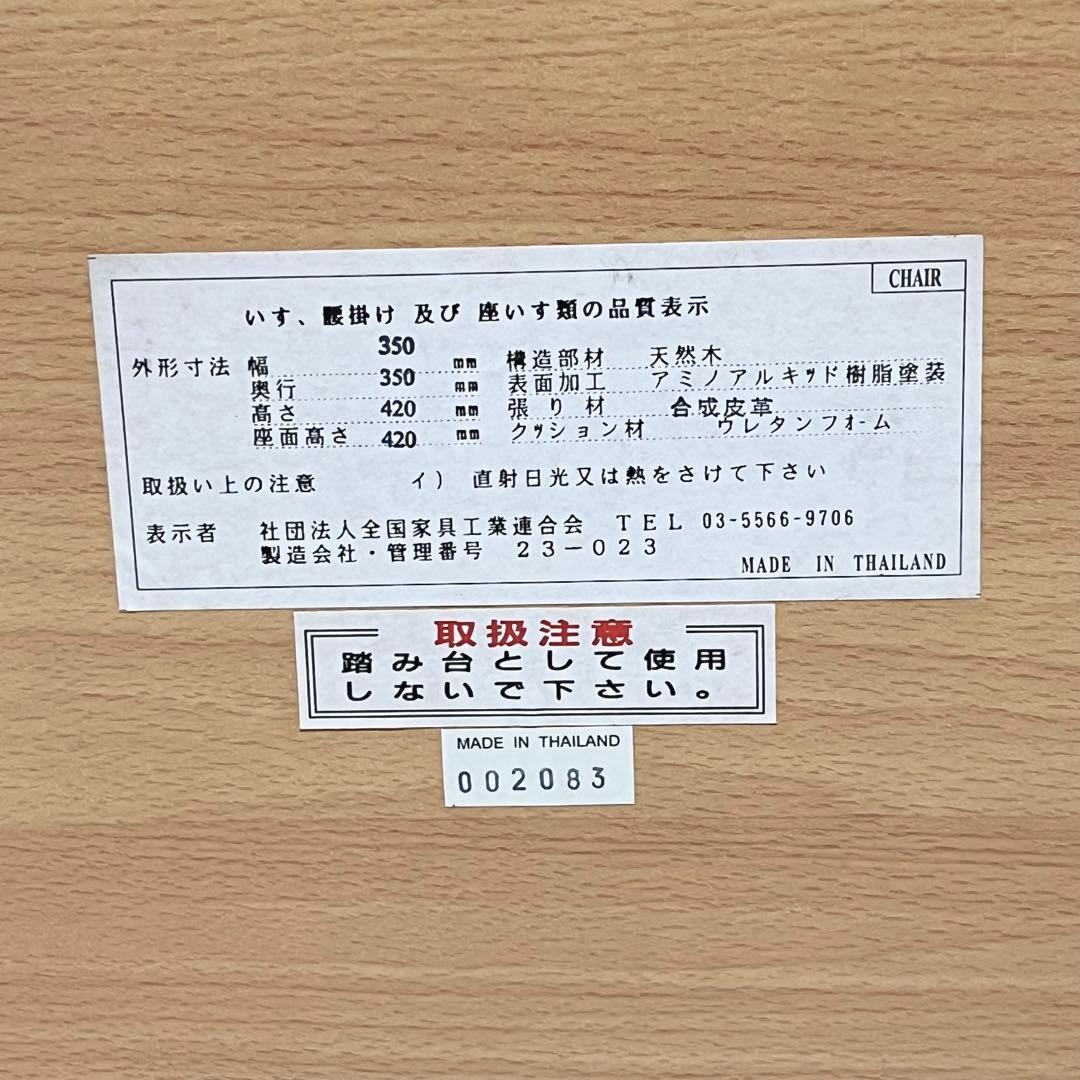 CHAIR
いす、腰掛け 及び 座いす類の品質表示
外形寸法 幅 350 mm 構造部材 天然木
奥行 350 mm 表面加工 アミノアルキッド樹脂塗装
高さ 420 mm 張り材 合成皮革
座面高さ 420 mm クッション材 ウレタンフォーム
取扱い上の注意 イ) 直射日光又は熱をさけて下さい
表示者 社団法人全国家具工業連合会 TEL 03-5566-9706
製造会社・管理番号 23-023
MADE IN THAILAND
取扱注意
踏み台として使用
しないで下さい。
MADE IN THAILAND
002083